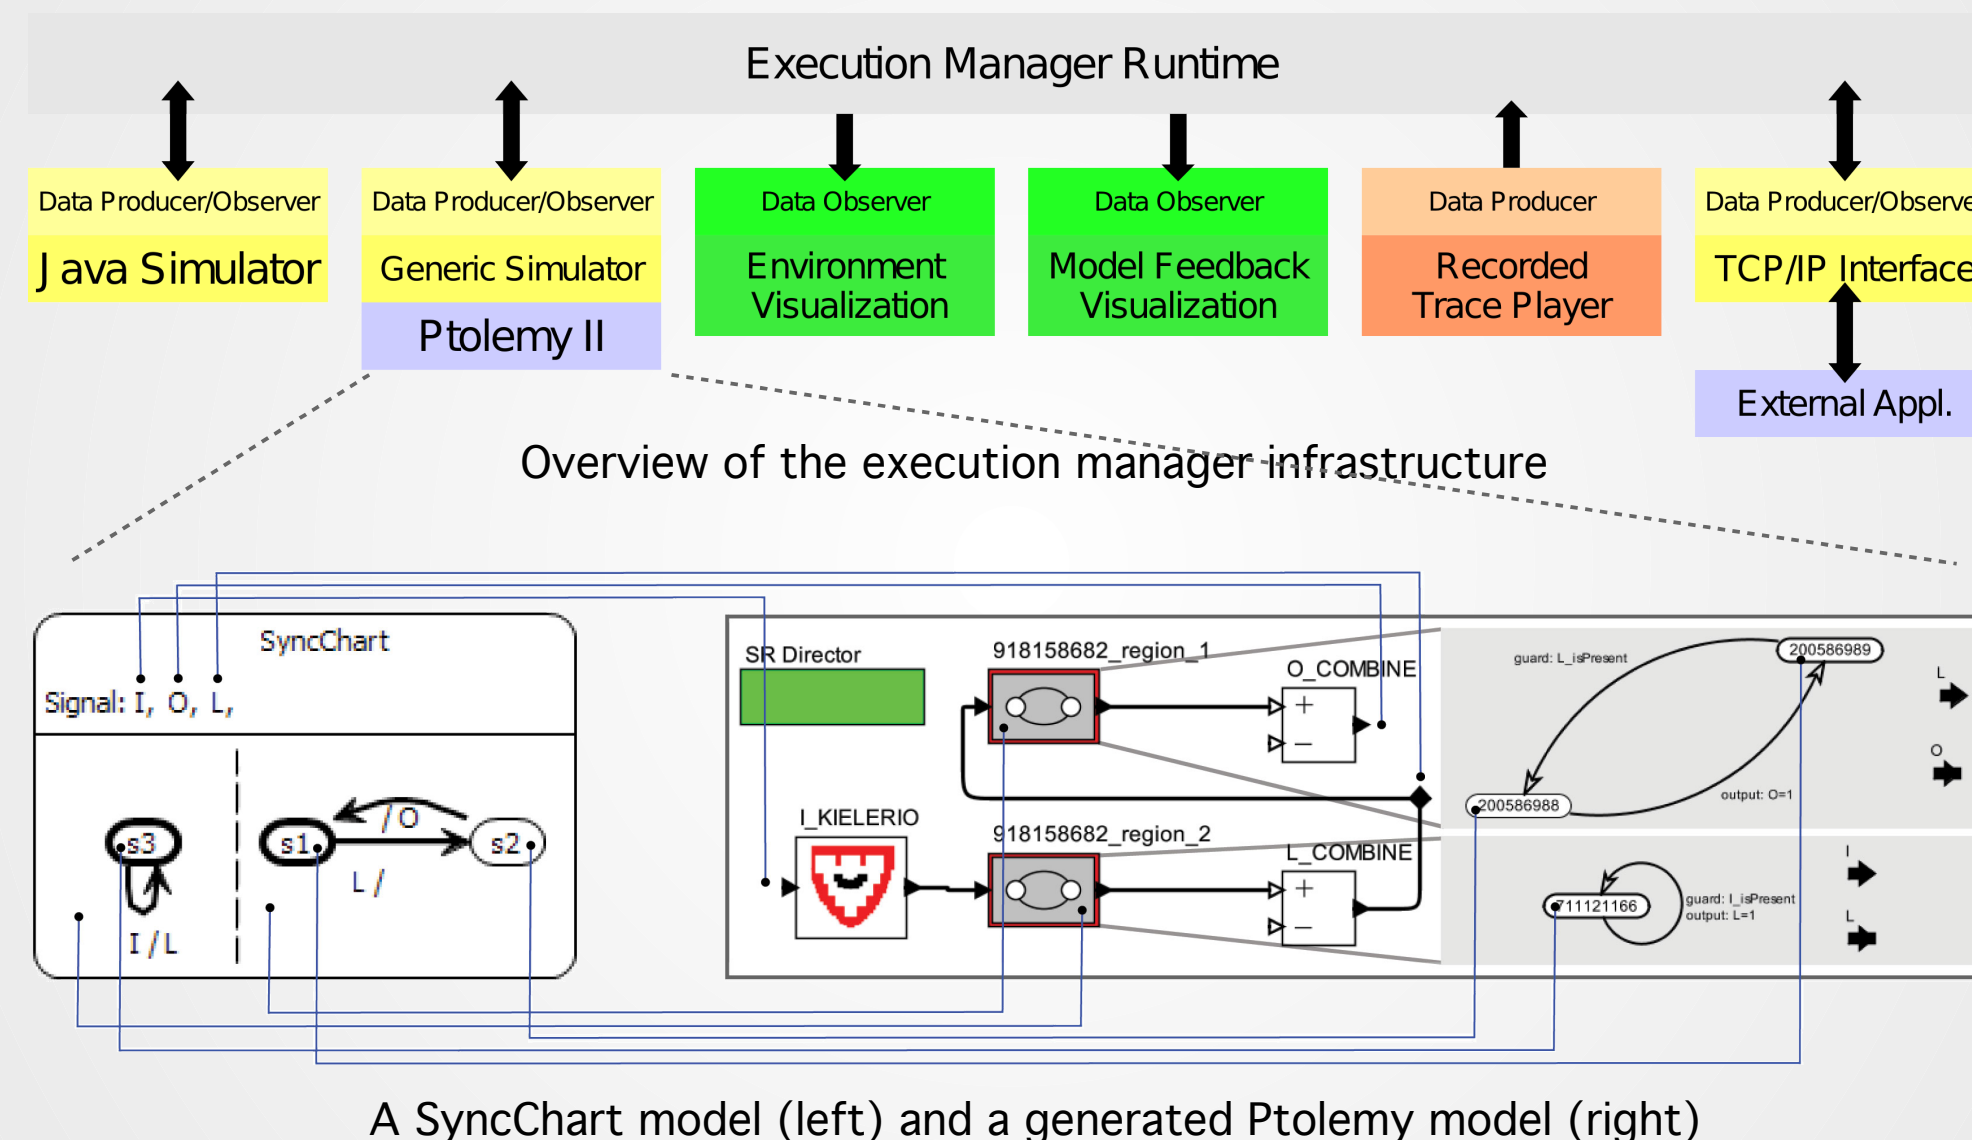 Execution Manager Runtime
Data Producer/Observer
Java Simulator
Data Producer/Observer
Generic Simulator
Ptolemy II
Data Observer
Environment
Visualization
Data Observer
Model Feedback
Visualization
Data Producer
Recorded
Trace Player
Data Producer/Observe
TCP/IP Interface
External Appl.
Overview of the execution manager infrastructure
SyncChart
Signal: I, O, L,
s3
I / L
s1
/ O
s2
L /
SR Director
918158682_region_1
O_COMBINE
+
−
I_KIELERIO
918158682_region_2
L_COMBINE
+
−
guard: L_isPresent
200586989
200586988
output: O=1
L
O
711121166
guard: I_isPresent
output: L=1
I
L
A SyncChart model (left) and a generated Ptolemy model (right)